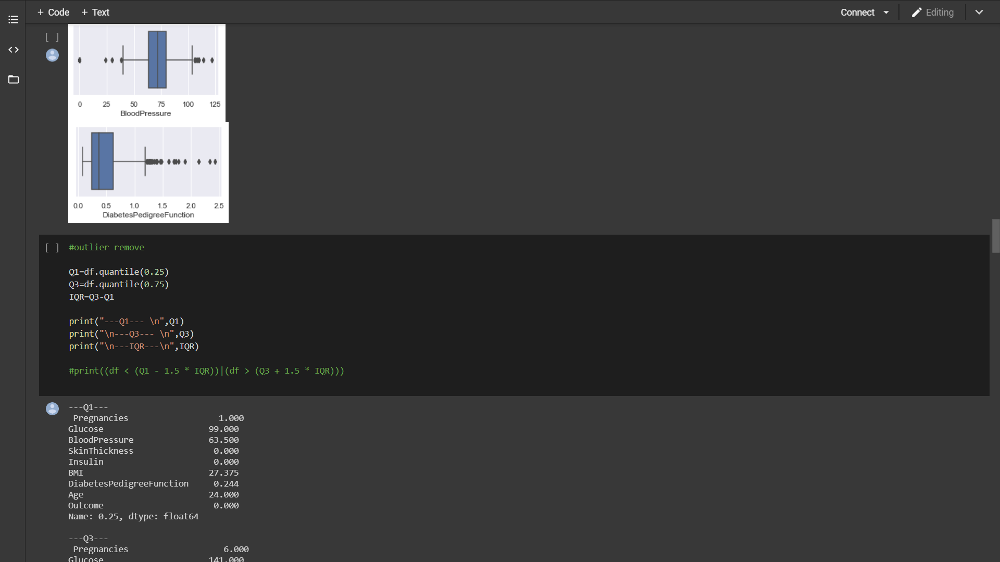 + Code + Text Connect Editing
[ ]
0 25 50 75 100 125
BloodPressure
0.0 0.5 1.0 1.5 2.0 2.5
DiabetesPedigreeFunction
[ ] #outlier remove
Q1=df.quantile(0.25)
Q3=df.quantile(0.75)
IQR=Q3-Q1
print("---Q1--- \n",Q1)
print("\n---Q3--- \n",Q3)
print("\n---IQR---\n",IQR)
#print((df < (Q1 - 1.5 * IQR))|(df > (Q3 + 1.5 * IQR)))
---Q1---
Pregnancies 1.000
Glucose 99.000
BloodPressure 63.500
SkinThickness 0.000
Insulin 0.000
BMI 27.375
DiabetesPedigreeFunction 0.244
Age 24.000
Outcome 0.000
Name: 0.25, dtype: float64
---Q3---
Pregnancies 6.000
Glucose 141.000